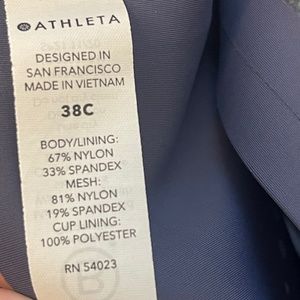 ATHLETA
DESIGNED IN
SAN FRANCISCO
MADE IN VIETNAM
38C
BODY/LINING:
67% NYLON
33% SPANDEX
MESH:
81% NYLON
19% SPANDEX
CUP LINING:
100% POLYESTER
RN 54023
B